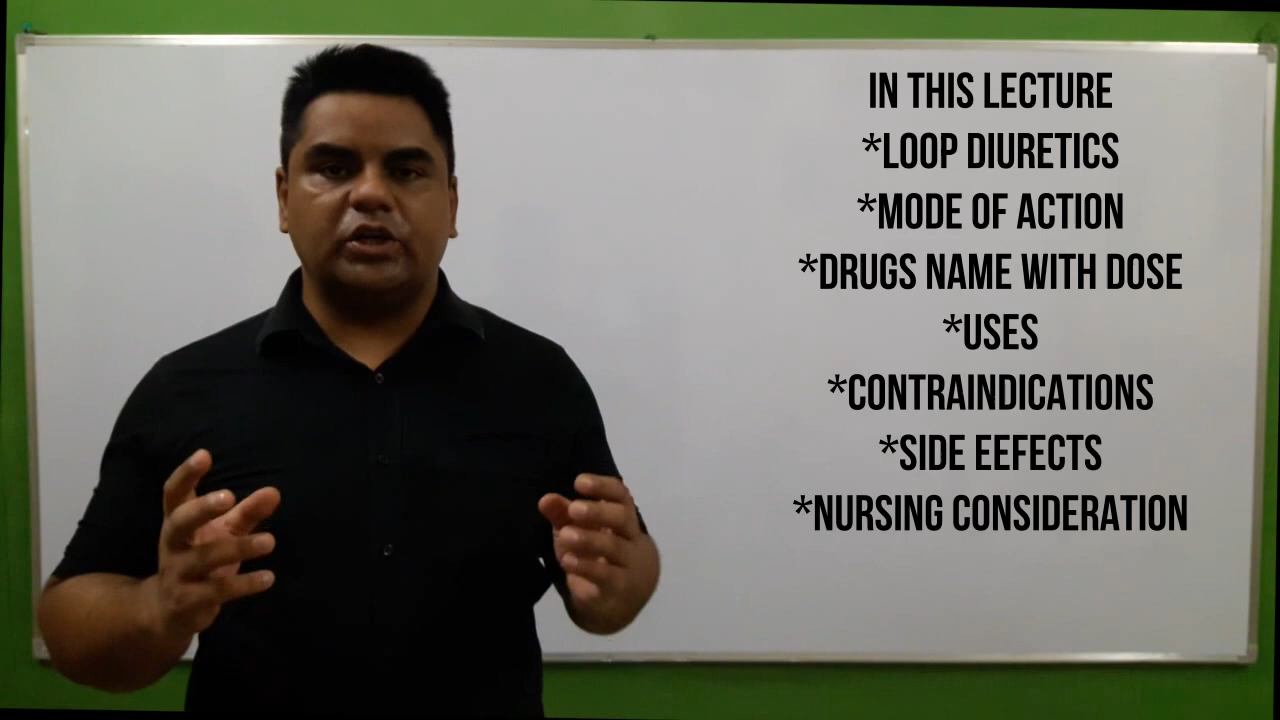 IN THIS LECTURE
*LOOP DIURETICS
*MODE OF ACTION
*DRUGS NAME WITH DOSE
*USES
*CONTRAINDICATIONS
*SIDE EEFECTS
*NURSING CONSIDERATION